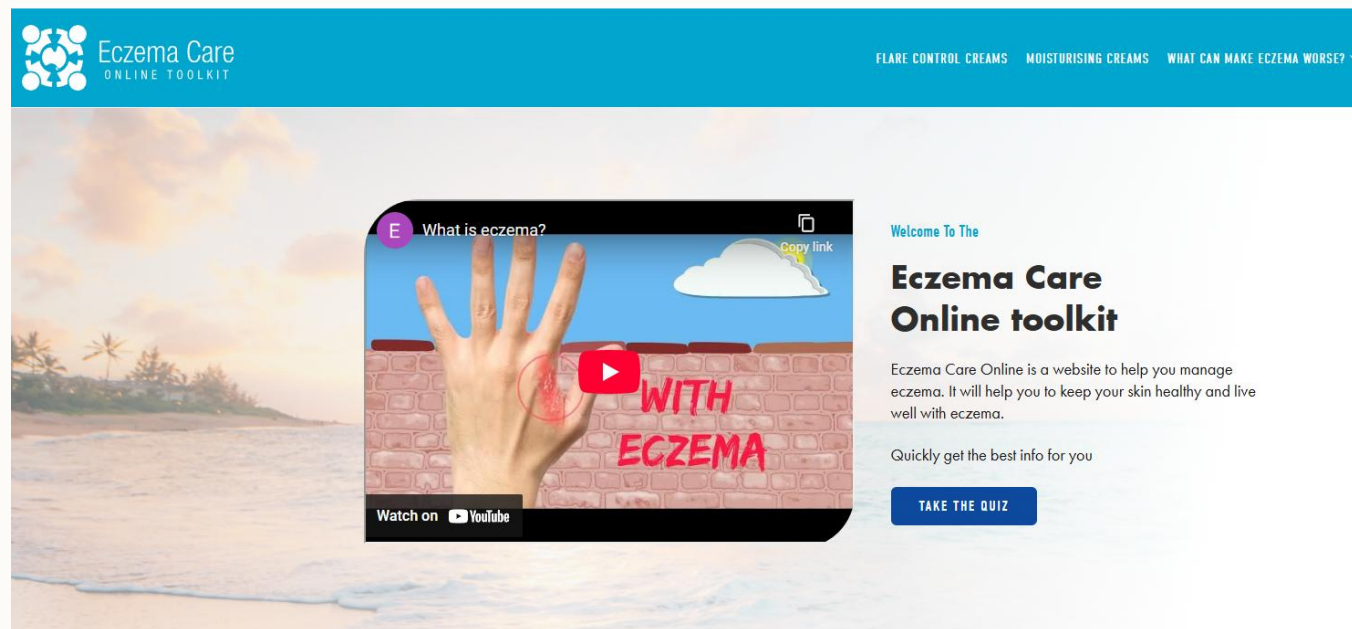 Eczema Care
ONLINE TOOLKIT
FLARE CONTROL CREAMS MOISTURISING CREAMS WHAT CAN MAKE ECZEMA WORSE?
E What is eczema?
Copy link
WITH
ECZEMA
Watch on YouTube
Welcome To The
Eczema Care
Online toolkit
Eczema Care Online is a website to help you manage
eczema. It will help you to keep your skin healthy and live
well with eczema.
Quickly get the best info for you
TAKE THE QUIZ